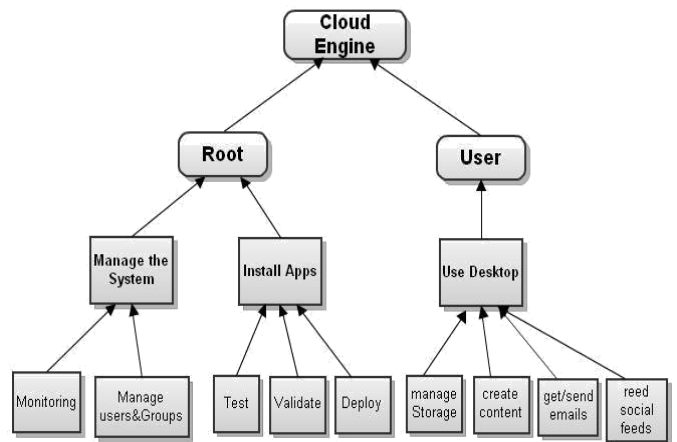 Cloud
Engine
Root
User
Manage the
System
Install Apps
Use Desktop
Monitoring
Manage
users&Groups
Test
Validate
Deploy
manage
Storage
create
content
get/send
emails
reed
social
feeds